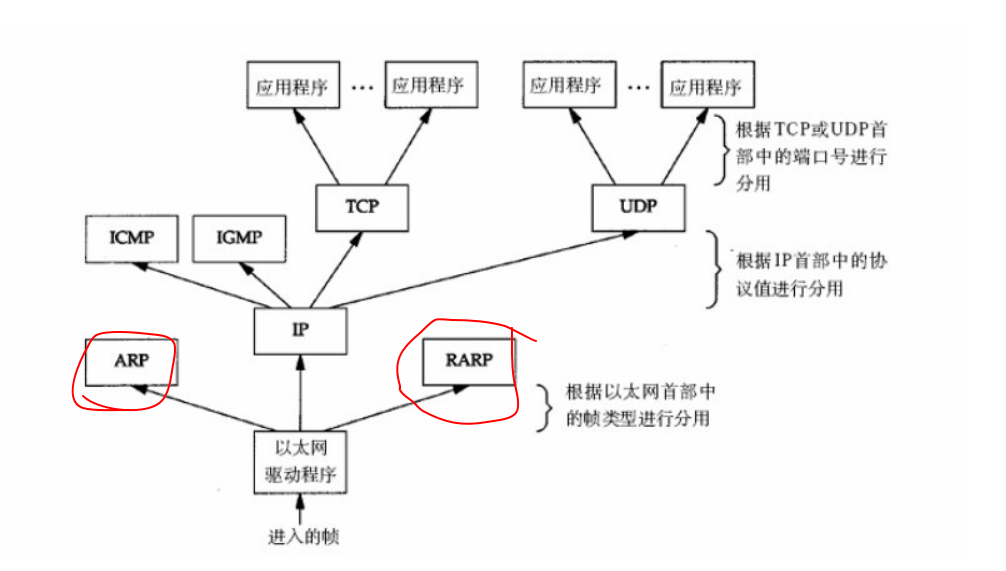 应用程序 … 应用程序 应用程序 … 应用程序
根据TCP或UDP首
部中的端口号进行
分用
TCP UDP
ICMP IGMP
根据IP首部中的协
议值进行分用
IP
ARP RARP
根据以太网首部中
的帧类型进行分用
以太网
驱动程序
进入的帧